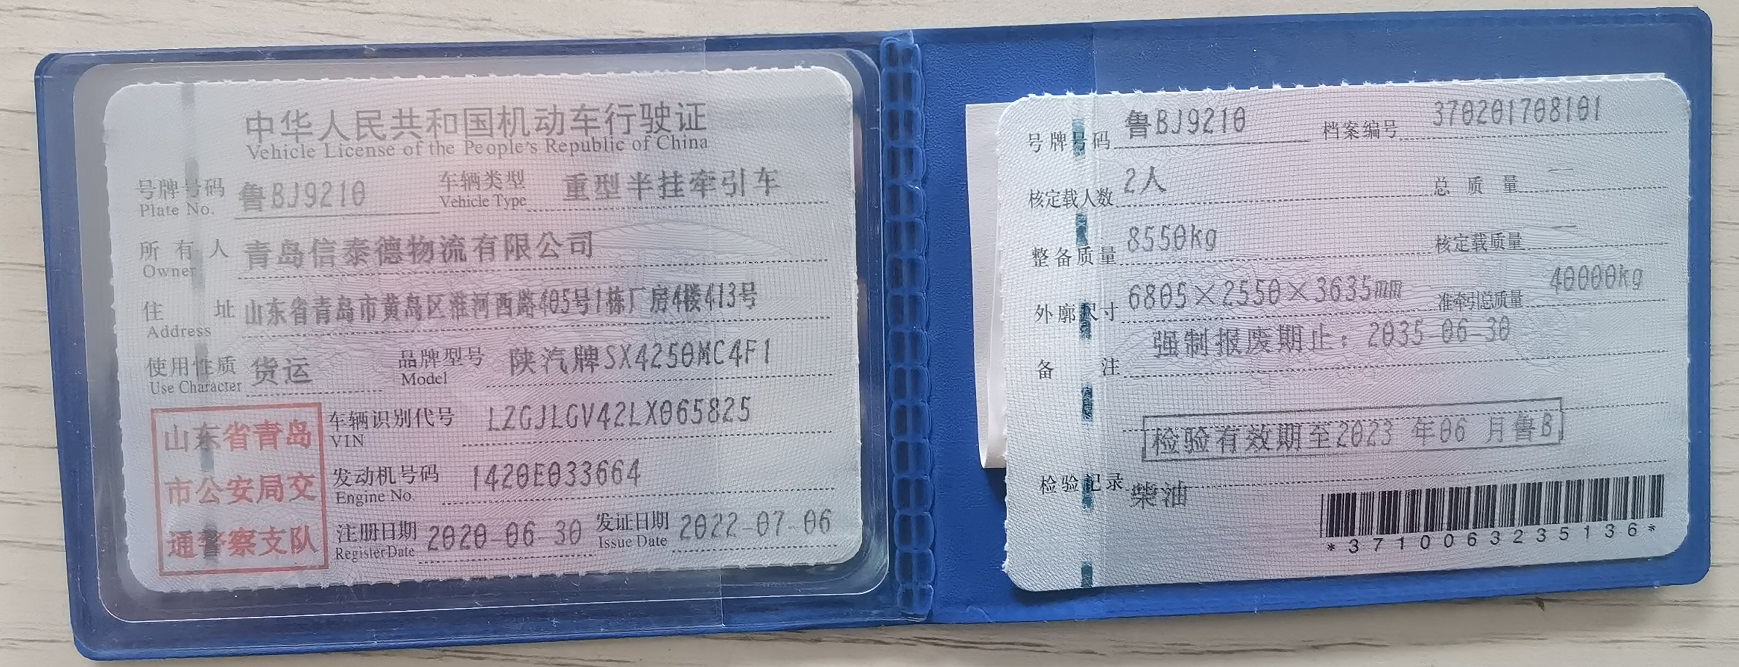 中华人民共和国机动车行驶证
Vehicle License of the People's Republic of China
号牌号码 鲁BJ9210 车辆类型 重型半挂牵引车
Plate No. Vehicle Type
所有人 青岛信泰德物流有限公司
Owner
住址 山东省青岛市黄岛区淮河西路405号1栋厂房4楼413号
Address
使用性质 货运 品牌型号 陕汽牌SX4250MC4F1
Use Character Model
车辆识别代号 LZGJLGV42LX065825
VIN
发动机号码 1420E033664
Engine No.
注册日期 2020-06-30 发证日期 2022-07-06
Register Date Issue Date
山东省青岛
市公安局交
通警察支队
号牌号码 鲁BJ9210 档案编号 370201708101
核定载人数 2人 总质量 —
整备质量 8550kg 核定载质量 —
外廓尺寸 6805×2550×3635mm 准牵引总质量 40000kg
备注 强制报废期止：2035-06-30
检验有效期至2023 年06 月鲁B
检验记录 柴油
*3710063235136*